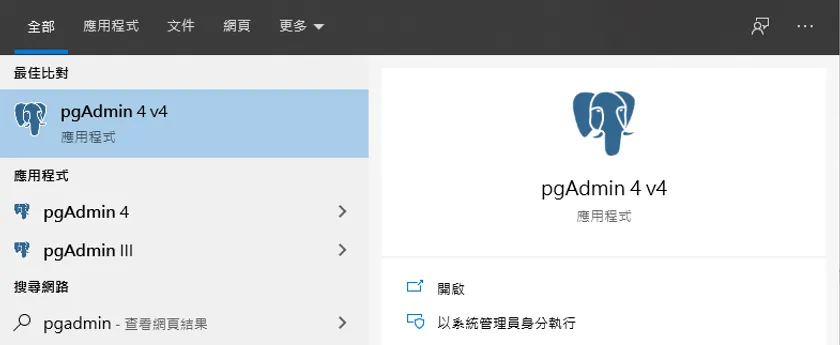 全部 應用程式 文件 網頁 更多
最佳比對
pgAdmin 4 v4
應用程式
應用程式
pgAdmin 4
pgAdmin III
搜尋網路
pgadmin - 查看網頁結果
pgAdmin 4 v4
應用程式
開啟
以系統管理員身分執行